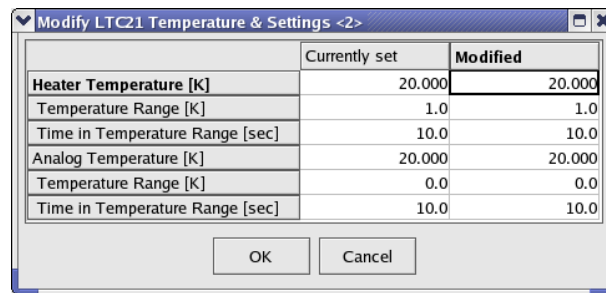 Modify LTC21 Temperature & Settings <2>
Currently set Modified
Heater Temperature [K] 20.000 20.000
Temperature Range [K] 1.0 1.0
Time in Temperature Range [sec] 10.0 10.0
Analog Temperature [K] 20.000 20.000
Temperature Range [K] 0.0 0.0
Time in Temperature Range [sec] 10.0 10.0
OK Cancel